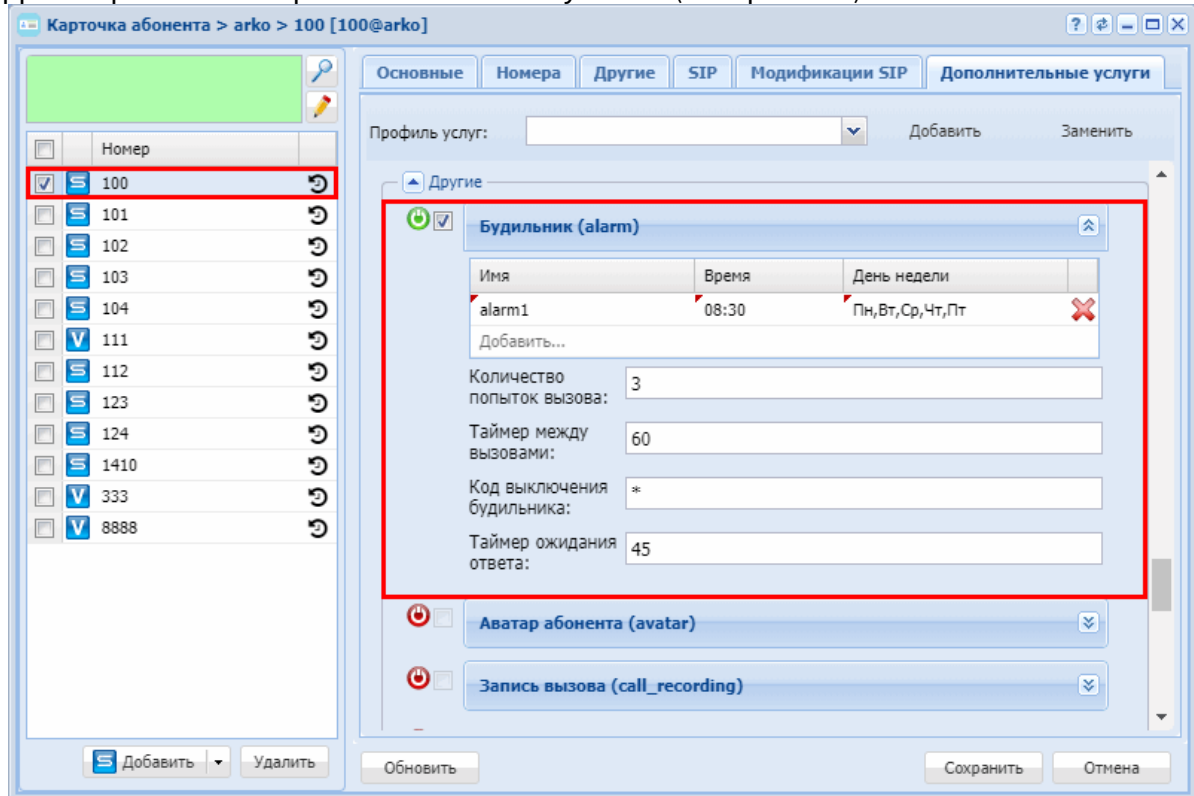 Карточка абонента > arko > 100 [100@arko]
Номер
100
101
102
103
104
111
112
123
124
1410
333
8888
Добавить
Удалить
Основные
Номера
Другие
SIP
Модификации SIP
Дополнительные услуги
Профиль услуг:
Добавить
Заменить
Другие
Будильник (alarm)
Имя
Время
День недели
alarm1
08:30
Пн,Вт,Ср,Чт,Пт
Добавить...
Количество
попыток вызова:
3
Таймер между
вызовами:
60
Код выключения
будильника:
*
Таймер ожидания
ответа:
45
Аватар абонента (avatar)
Запись вызова (call_recording)
Обновить
Сохранить
Отмена